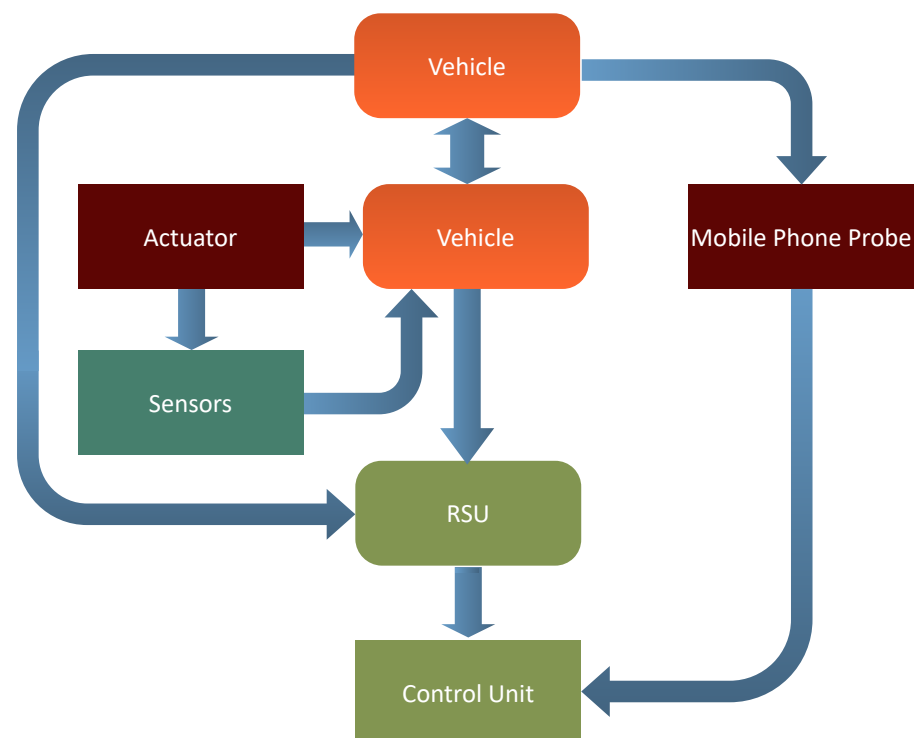 Vehicle
Actuator
Vehicle
Mobile Phone Probe
Sensors
RSU
Control Unit